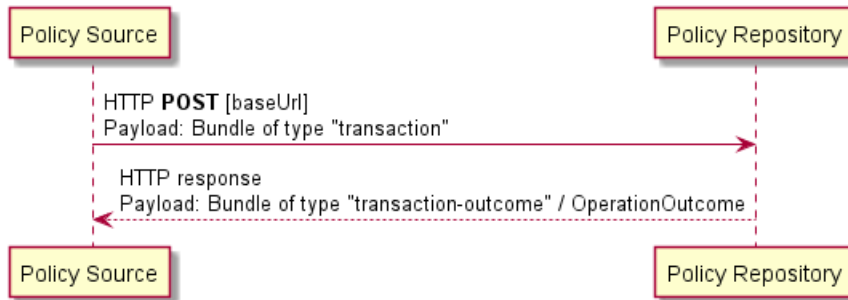 Policy Source
Policy Repository
HTTP POST [baseUrl]
Payload: Bundle of type "transaction"
HTTP response
Payload: Bundle of type "transaction-outcome" / OperationOutcome
Policy Source
Policy Repository